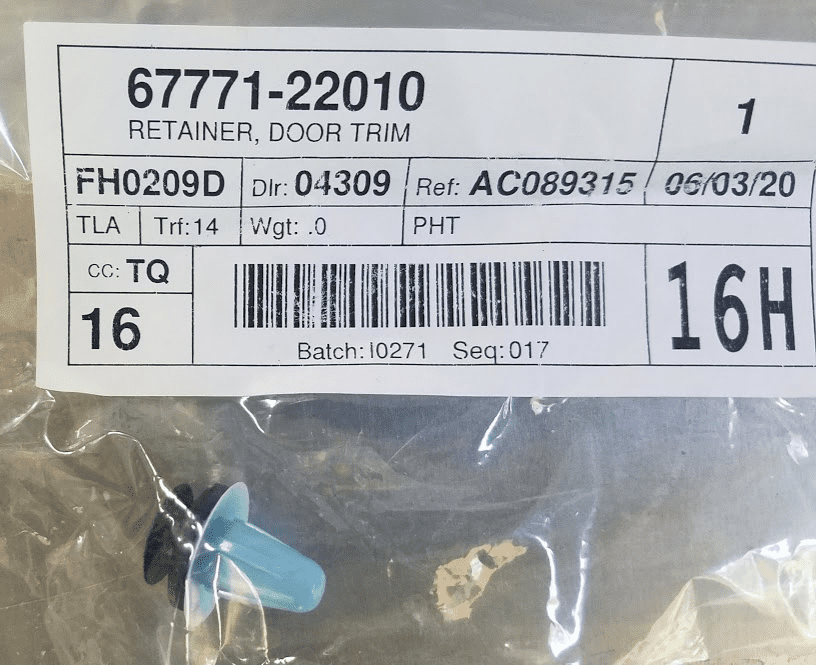 67771-22010
RETAINER, DOOR TRIM
1
FH0209D Dlr: 04309 Ref: AC089315 06/03/20
TLA Trf: 14 Wgt: .0 PHT
CC: TQ
16
Batch: I0271 Seq: 017
16H